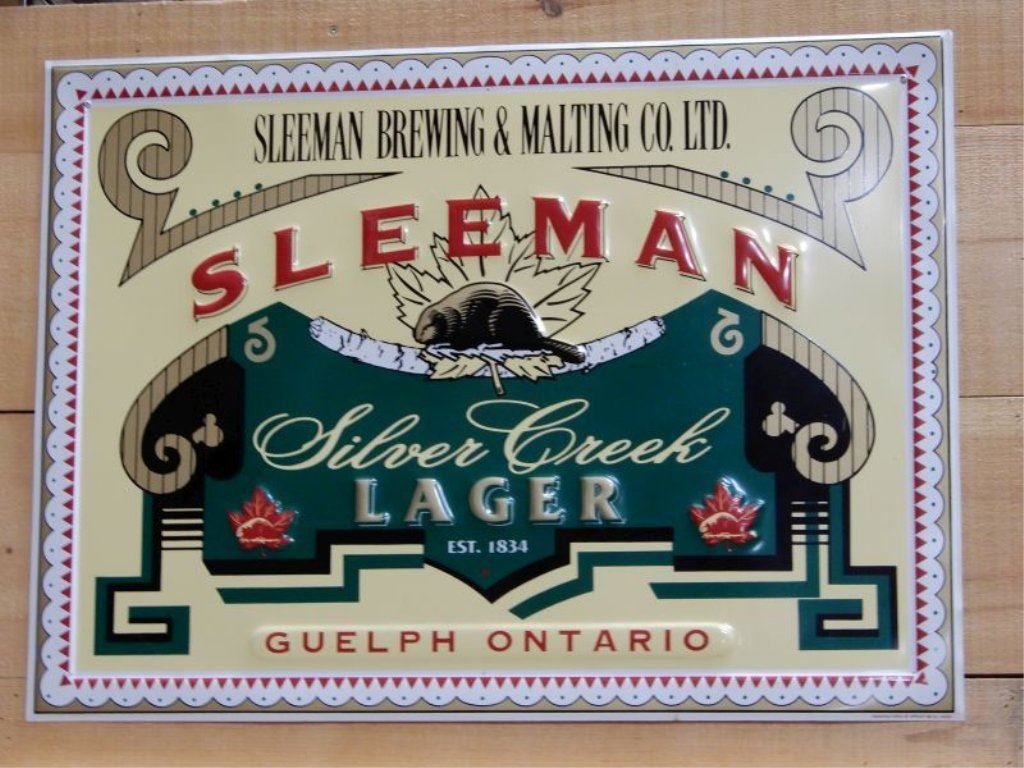 SLEEMAN BREWING & MALTING CO. LTD.
SLEEMAN
Silver Creek
LAGER
EST. 1834
GUELPH ONTARIO